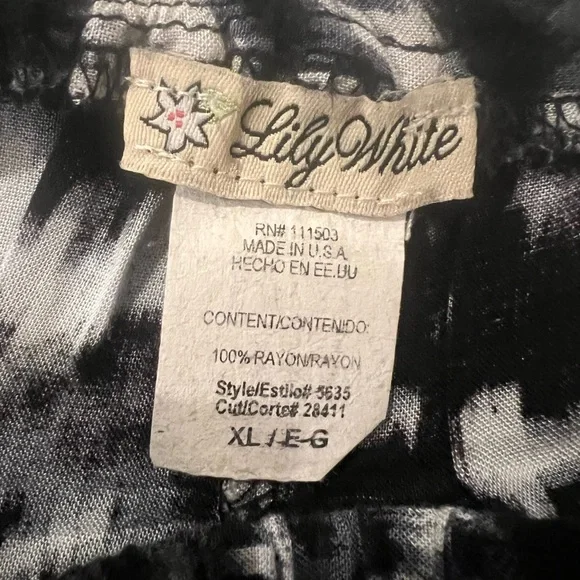 Lily White
RN# 111503
MADE IN U.S.A
HECHO EN EE.UU
CONTENT/CONTENIDO:
100% RAYON/RAYON
Style/Estilo# 5635
Cut/Corte# 28411
XL / E-G